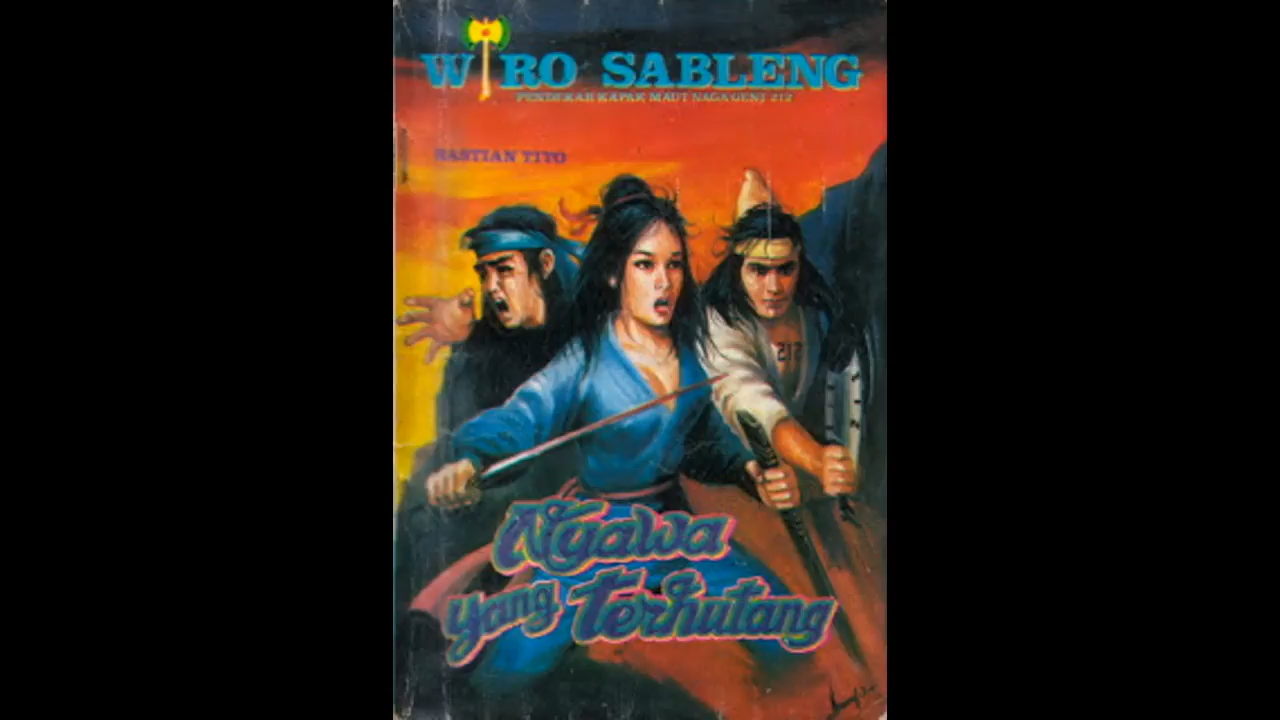 WIRO SABLENG
PENDEKAR KAPAK MAUT NAGA GENI 212
BASTIAN TITO
212
Nyawa
yang Terhutang